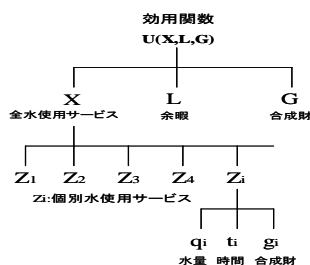 効用関数
U(X,L,G)
X L G
全水使用サービス 余暇 合成財
Z1 Z2 Z3 Z4 Zi
Zi:個別水使用サービス
qi ti gi
水量 時間 合成財